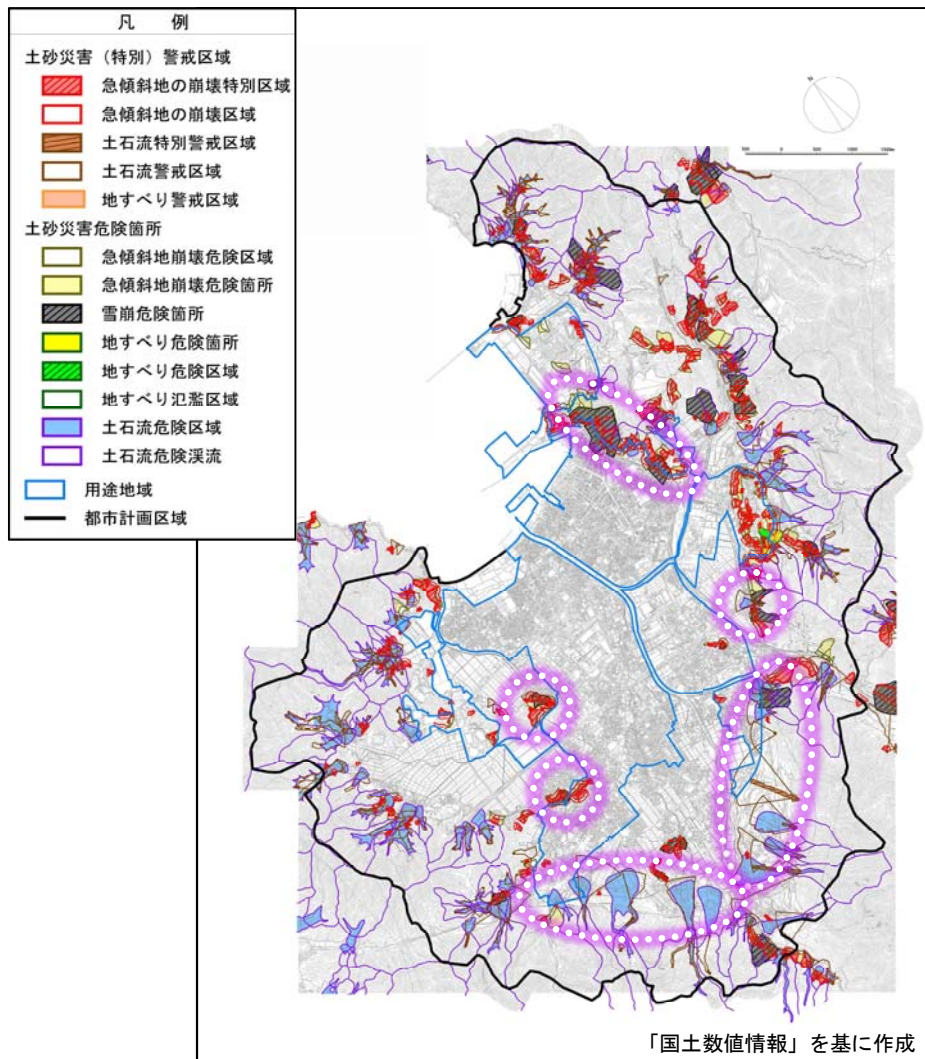 凡 例
土砂災害（特別）警戒区域
急傾斜地の崩壊特別区域
急傾斜地の崩壊区域
土石流特別警戒区域
土石流警戒区域
地すべり警戒区域
土砂災害危険箇所
急傾斜地崩壊危険区域
急傾斜地崩壊危険箇所
雪崩危険箇所
地すべり危険箇所
地すべり危険区域
地すべり氾濫区域
土石流危険区域
土石流危険渓流
用途地域
都市計画区域
N
500 0 500 1000 1500m
「国土数値情報」を基に作成